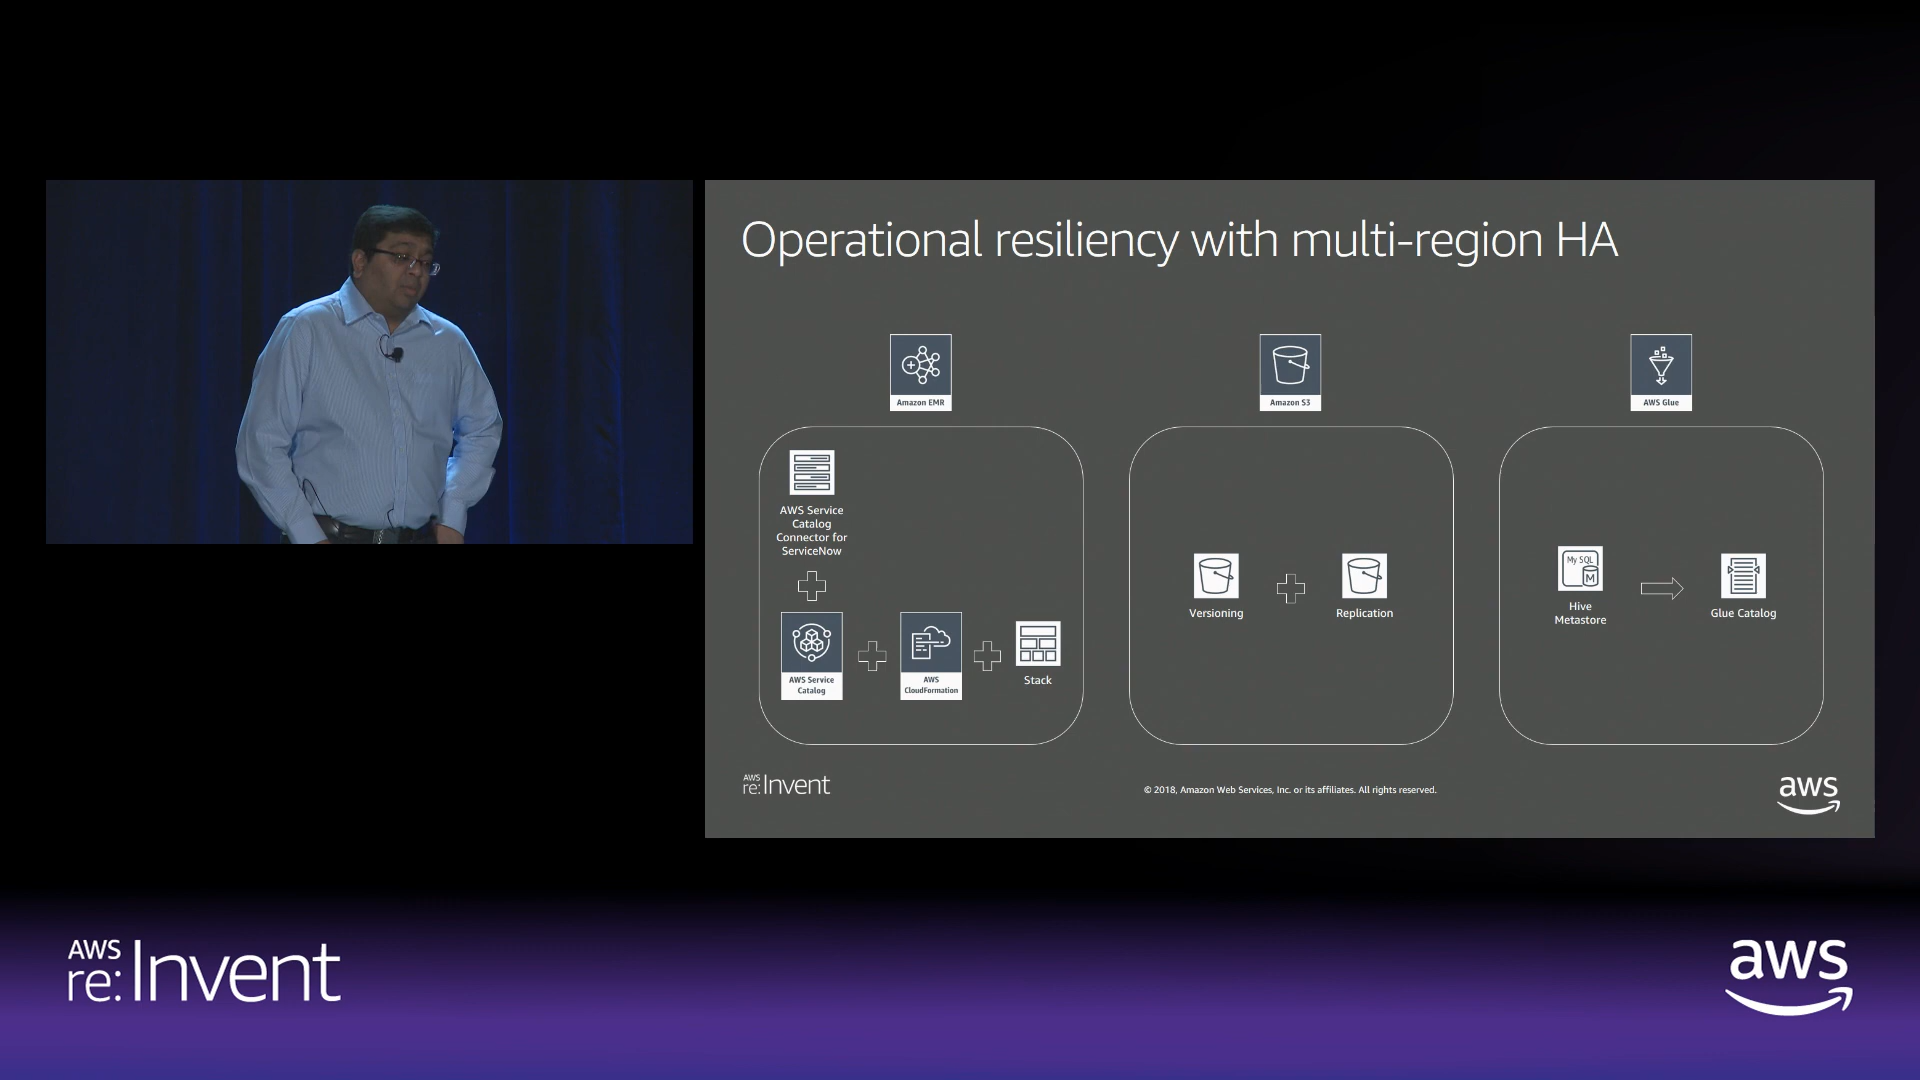 Operational resiliency with multi-region HA
Amazon EMR
Amazon S3
AWS Glue
AWS Service
Catalog
Connector for
ServiceNow
AWS Service
Catalog
AWS
CloudFormation
Stack
Versioning
Replication
My SQL
M
Hive
Metastore
Glue Catalog
AWS
re:Invent
© 2018, Amazon Web Services, Inc. or its affiliates. All rights reserved.
aws
AWS
re:Invent
aws